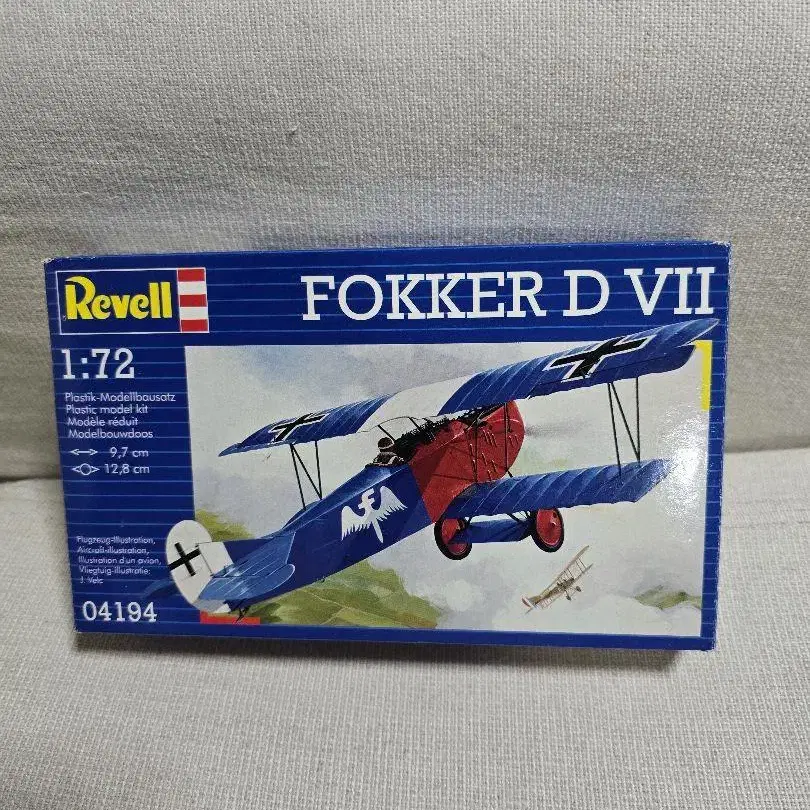 Revell
FOKKER D VII
1:72
Plastik-Modellbausatz
Plastic model kit
Modèle réduit
Modelbouwdoos
9,7 cm
12,8 cm
Flugzeug-Illustration,
Aircraft-illustration,
Illustration d'un avion,
Vliegtuig-illustratie:
J. Velc
04194